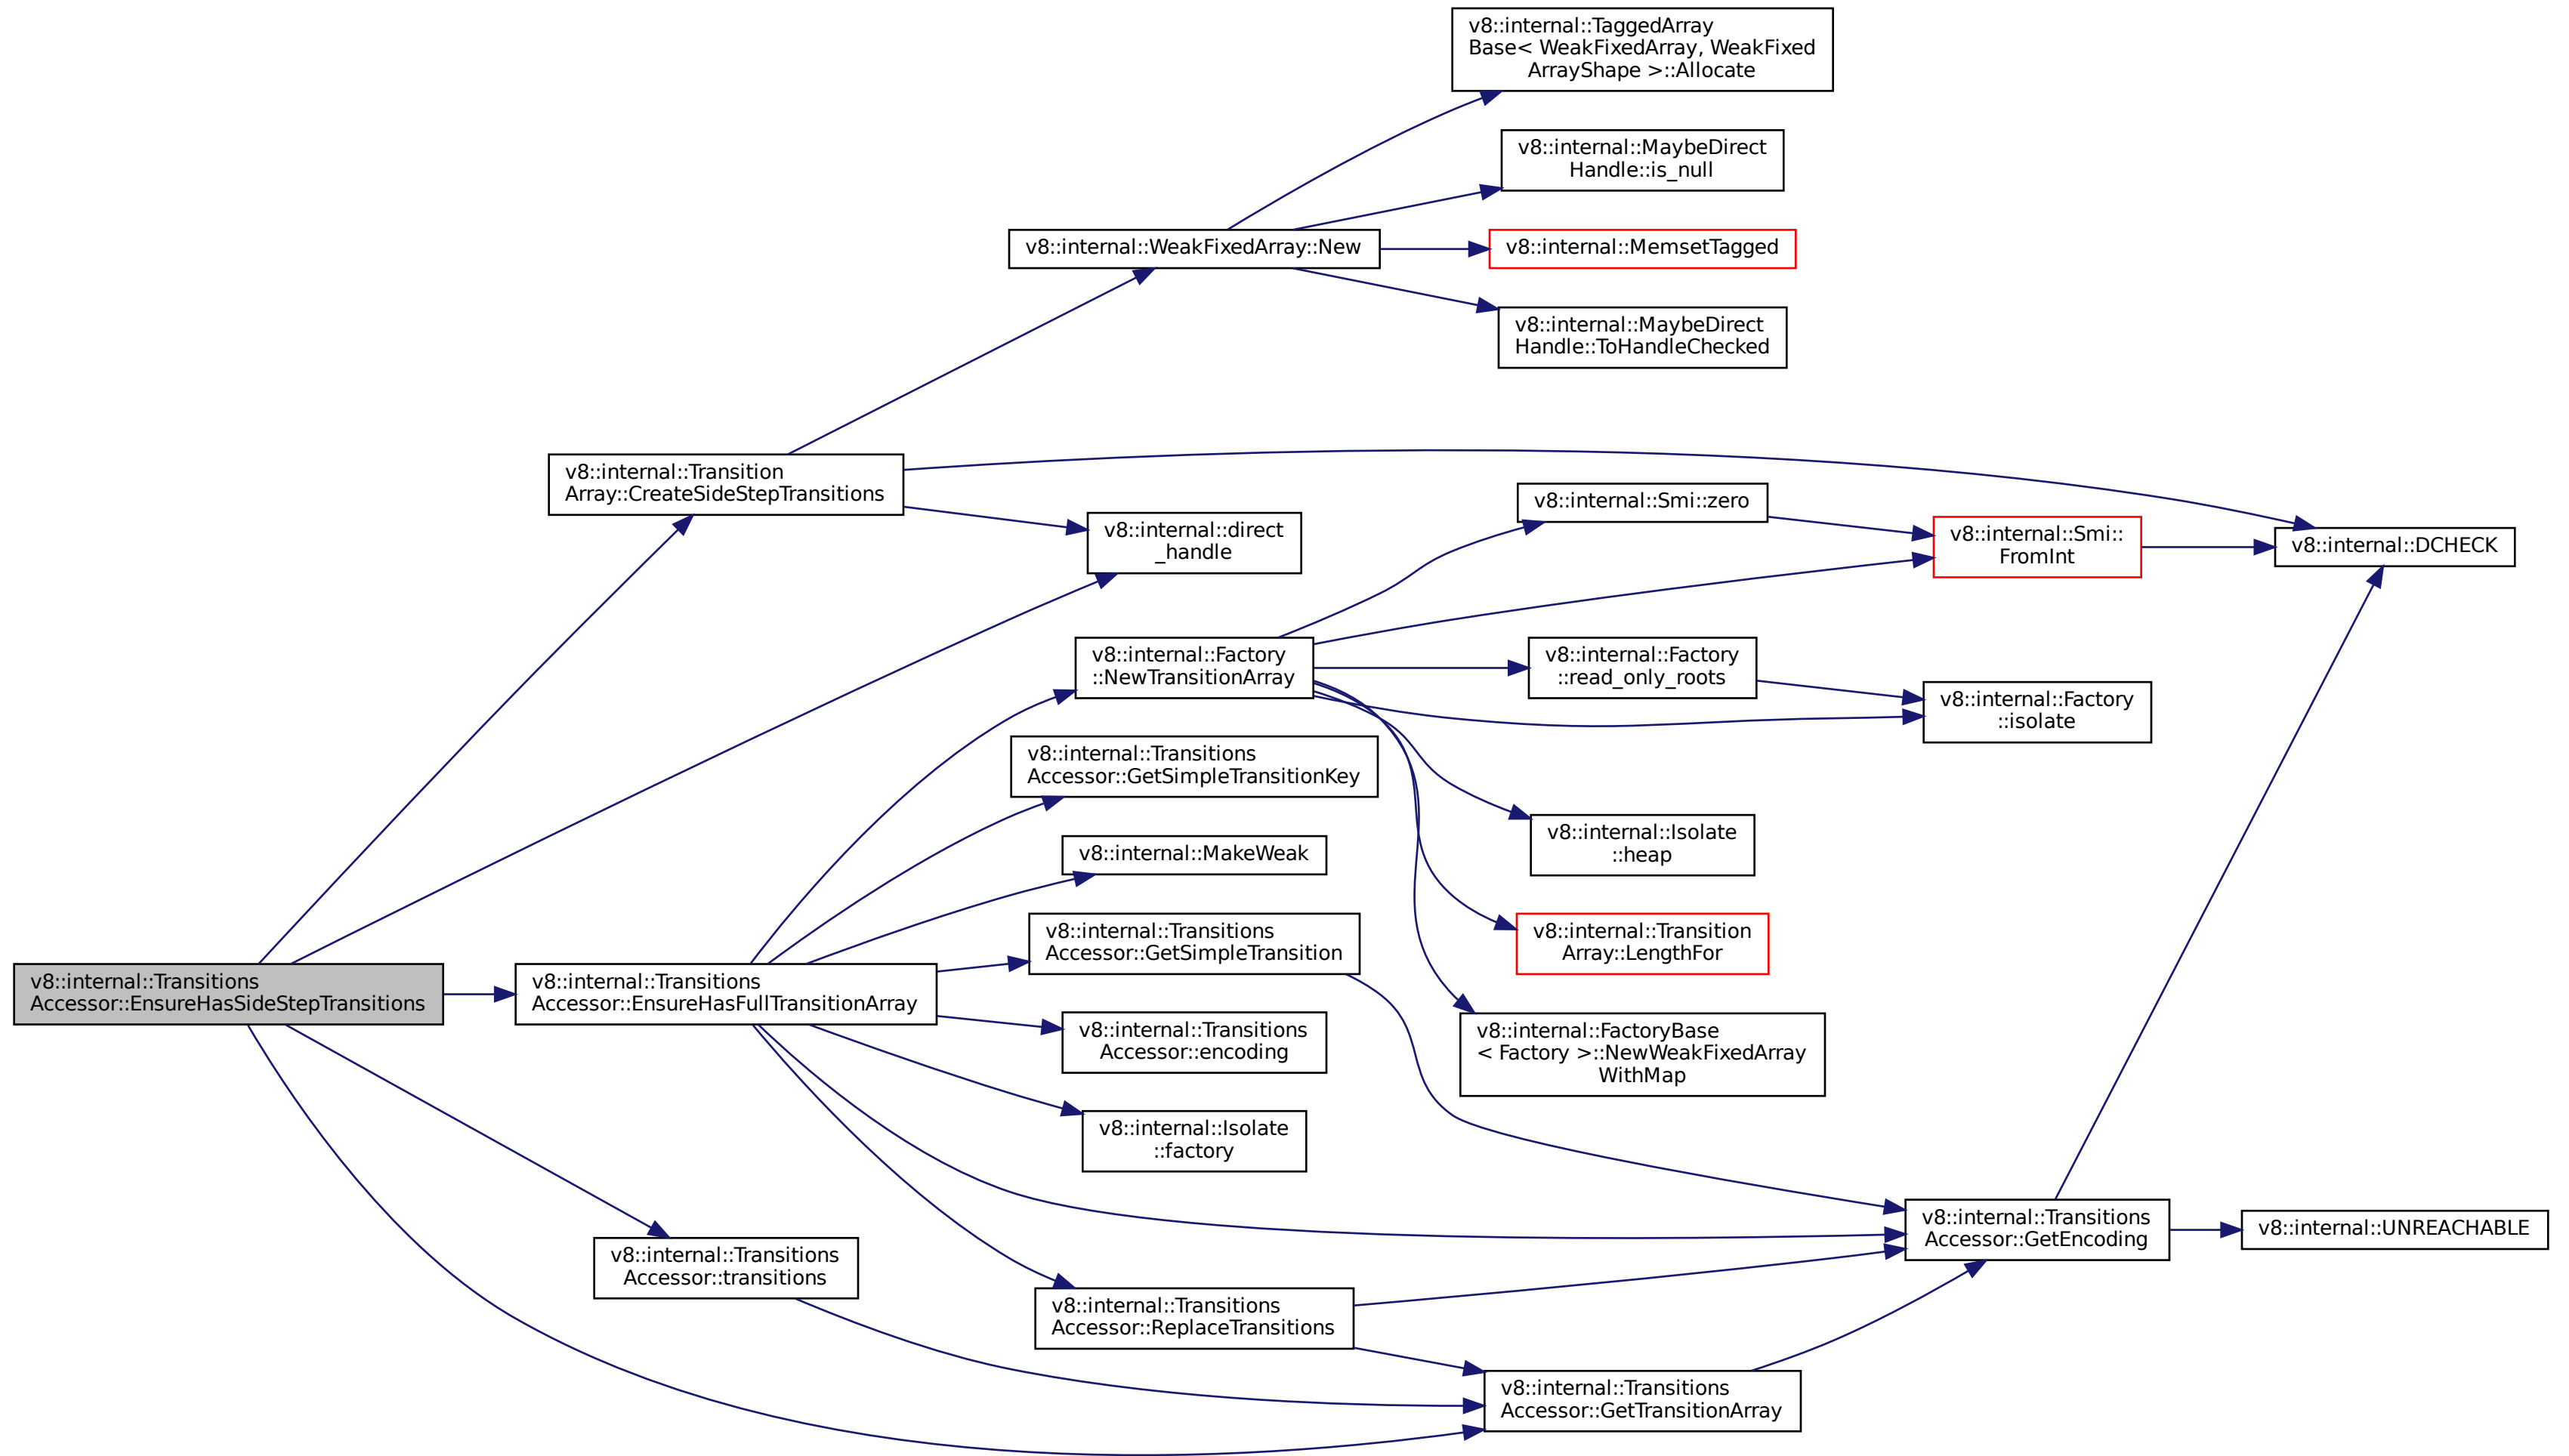 v8::internal::TaggedArray
Base< WeakFixedArray, WeakFixed
ArrayShape >::Allocate
v8::internal::MaybeDirect
Handle::is_null
v8::internal::WeakFixedArray::New
v8::internal::MemsetTagged
v8::internal::MaybeDirect
Handle::ToHandleChecked
v8::internal::Transition
Array::CreateSideStepTransitions
v8::internal::direct
_handle
v8::internal::Smi::zero
v8::internal::Smi::
FromInt
v8::internal::DCHECK
v8::internal::Factory
::NewTransitionArray
v8::internal::Factory
::read_only_roots
v8::internal::Factory
::isolate
v8::internal::Transitions
Accessor::GetSimpleTransitionKey
v8::internal::Isolate
::heap
v8::internal::MakeWeak
v8::internal::Transitions
Accessor::GetSimpleTransition
v8::internal::Transition
Array::LengthFor
v8::internal::Transitions
Accessor::EnsureHasSideStepTransitions
v8::internal::Transitions
Accessor::EnsureHasFullTransitionArray
v8::internal::Transitions
Accessor::encoding
v8::internal::FactoryBase
< Factory >::NewWeakFixedArray
WithMap
v8::internal::Isolate
::factory
v8::internal::Transitions
Accessor::GetEncoding
v8::internal::UNREACHABLE
v8::internal::Transitions
Accessor::transitions
v8::internal::Transitions
Accessor::ReplaceTransitions
v8::internal::Transitions
Accessor::GetTransitionArray